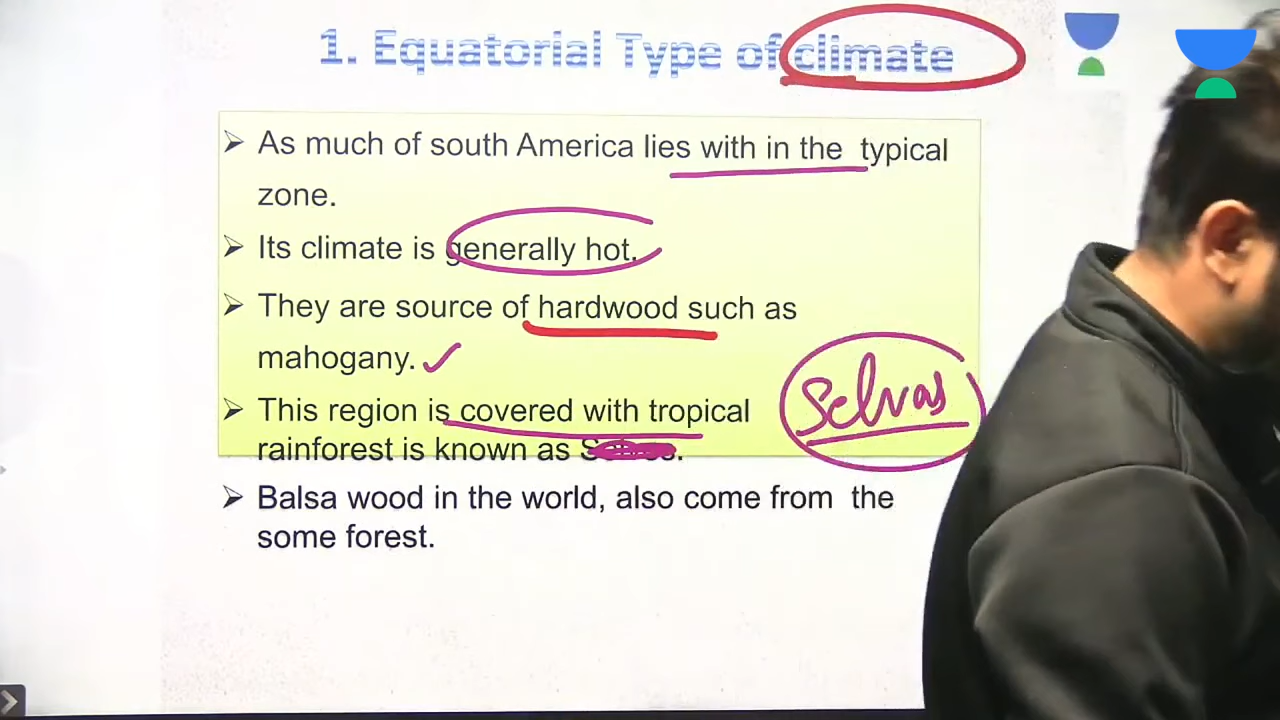 1. Equatorial Type of climate
➢ As much of south America lies with in the typical
zone.
➢ Its climate is generally hot.
➢ They are source of hardwood such as
mahogany.
➢ This region is covered with tropical
rainforest is known as
Selvas
➢ Balsa wood in the world, also come from the
some forest.